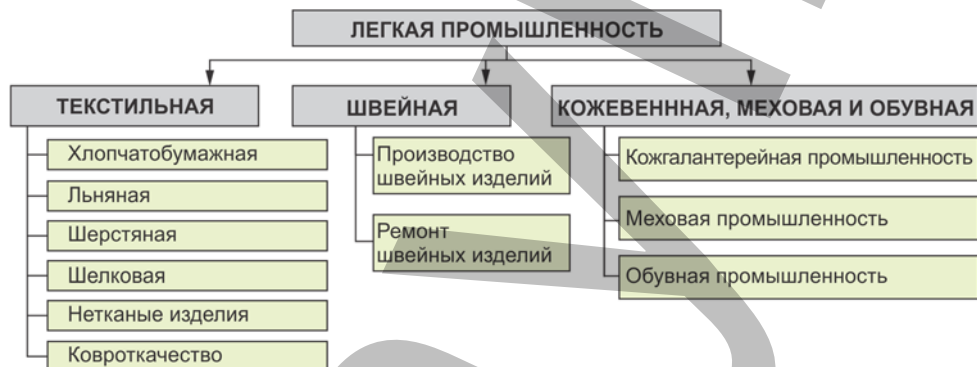 ЛЕГКАЯ ПРОМЫШЛЕННОСТЬ
ТЕКСТИЛЬНАЯ
Хлопчатобумажная
Льняная
Шерстяная
Шелковая
Нетканые изделия
Ковроткачество
ШВЕЙНАЯ
Производство
швейных изделий
Ремонт
швейных изделий
КОЖЕВЕНННАЯ, МЕХОВАЯ И ОБУВНАЯ
Кожгалантерейная промышленность
Меховая промышленность
Обувная промышленность